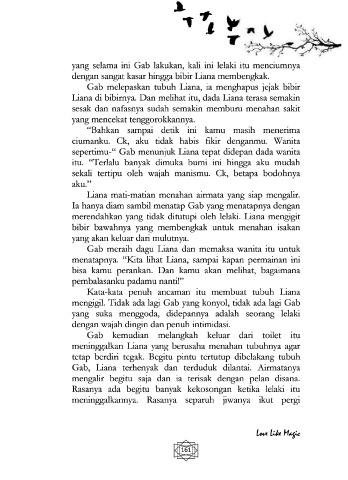 yang selama ini Gab lakukan, kali ini lelaki itu menciumnya
dengan sangat kasar hingga bibir Liana membengkak.
Gab melepaskan tubuh Liana, ia menghapus jejak bibir
Liana di bibirnya. Dan melihat itu, dada Liana terasa semakin
sesak dan nafasnya sudah semakin memburu menahan sakit
yang mencekat tenggorokkannya.
"Bahkan sampai detik ini kamu masih menerima
ciumanku. Ck, aku tidak habis fikir denganmu. Wanita
sepertimu-" Gab menunjuk Liana tepat didepan dada wanita
itu. "Terlalu banyak dimuka bumi ini hingga aku mudah
sekali tertipu oleh wajah manismu. Ck, betapa bodohnya
aku."
Liana mati-matian menahan airmata yang siap mengalir.
Ia hanya diam sambil menatap Gab yang menatapnya dengan
merendahkan yang tidak ditutupi oleh lelaki. Liana mengigit
bibir bawahnya yang membengkak untuk menahan isakan
yang akan keluar dari mulutnya.
Gab meraih dagu Liana dan memaksa wanita itu untuk
menatapnya. "Kita lihat Liana, sampai kapan permainan ini
bisa kamu perankan. Dan kamu akan melihat, bagaimana
pembalasanku padamu nanti!"
Kata-kata penuh ancaman itu membuat tubuh Liana
mengigil. Tidak ada lagi Gab yang konyol, tidak ada lagi Gab
yang suka menggoda, didepannya adalah seorang lelaki
dengan wajah dingin dan penuh intimidasi.
Gab kemudian melangkah keluar dari toilet itu
meninggalkan Liana yang berusaha menahan tubuhnya agar
tetap berdiri tegak. Begitu pintu tertutup dibelakang tubuh
Gab, Liana terhenyak dan terduduk dilantai. Airmatanya
mengalir begitu saja dan ia terisak dengan pelan disana.
Rasanya ada begitu banyak kekosongan ketika lelaki itu
meninggalkannya. Rasanya separuh jiwanya ikut pergi
Love Like Magic
161